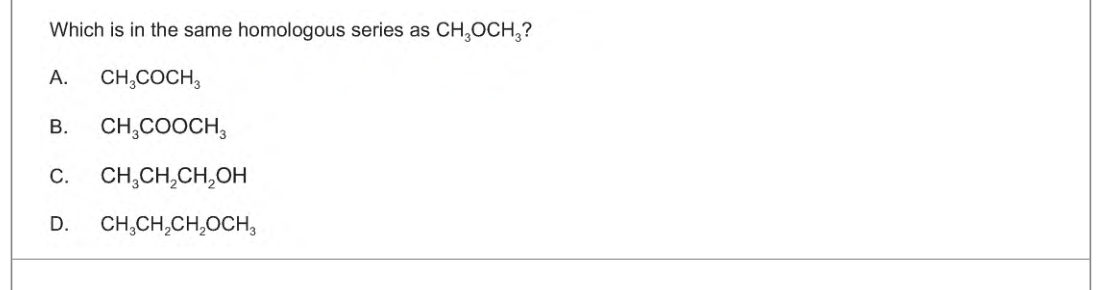 Which is in the same homologous series as CH₃OCH₃?
A. CH₃COCH₃
B. CH₃COOCH₃
C. CH₃CH₂CH₂OH
D. CH₃CH₂CH₂OCH₃